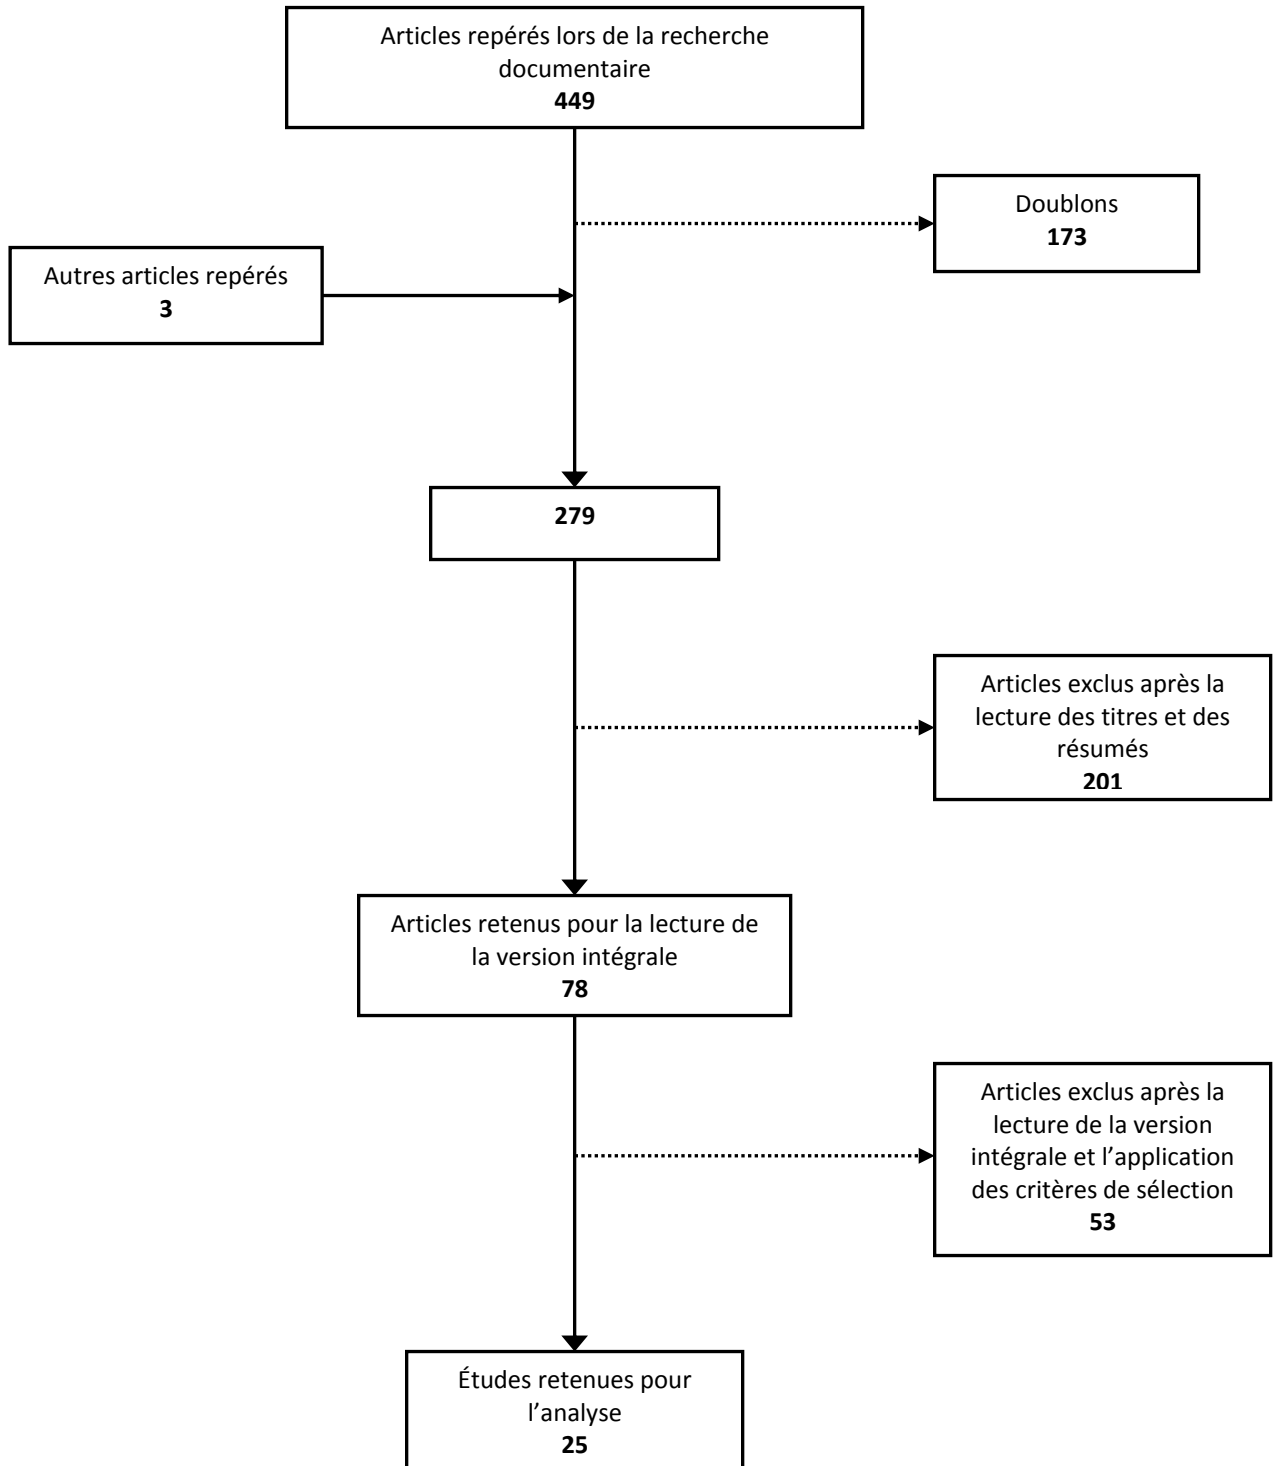 Articles repérés lors de la recherche
documentaire
449
Doublons
173
Autres articles repérés
3
279
Articles exclus après la
lecture des titres et des
résumés
201
Articles retenus pour la lecture de
la version intégrale
78
Articles exclus après la
lecture de la version
intégrale et l’application
des critères de sélection
53
Études retenues pour
l’analyse
25